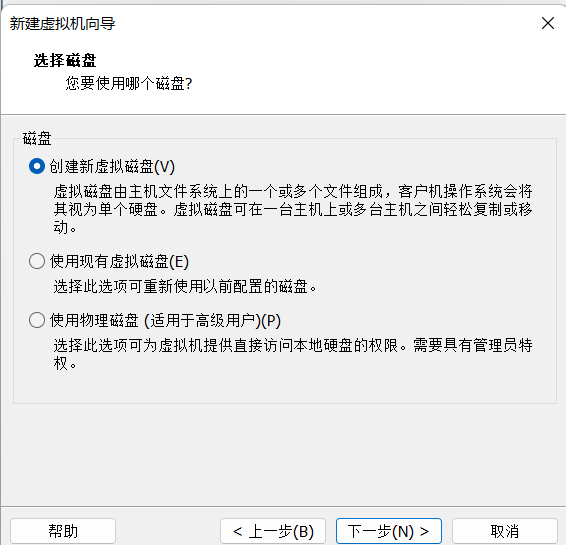 新建虚拟机向导
选择磁盘
您要使用哪个磁盘?
磁盘
创建新虚拟磁盘(V)
虚拟磁盘由主机文件系统上的一个或多个文件组成，客户机操作系统会将
其视为单个硬盘。虚拟磁盘可在一台主机上或多台主机之间轻松复制或移
动。
使用现有虚拟磁盘(E)
选择此选项可重新使用以前配置的磁盘。
使用物理磁盘 (适用于高级用户)(P)
选择此选项可为虚拟机提供直接访问本地硬盘的权限。需要具有管理员特
权。
帮助
< 上一步(B)
下一步(N) >
取消